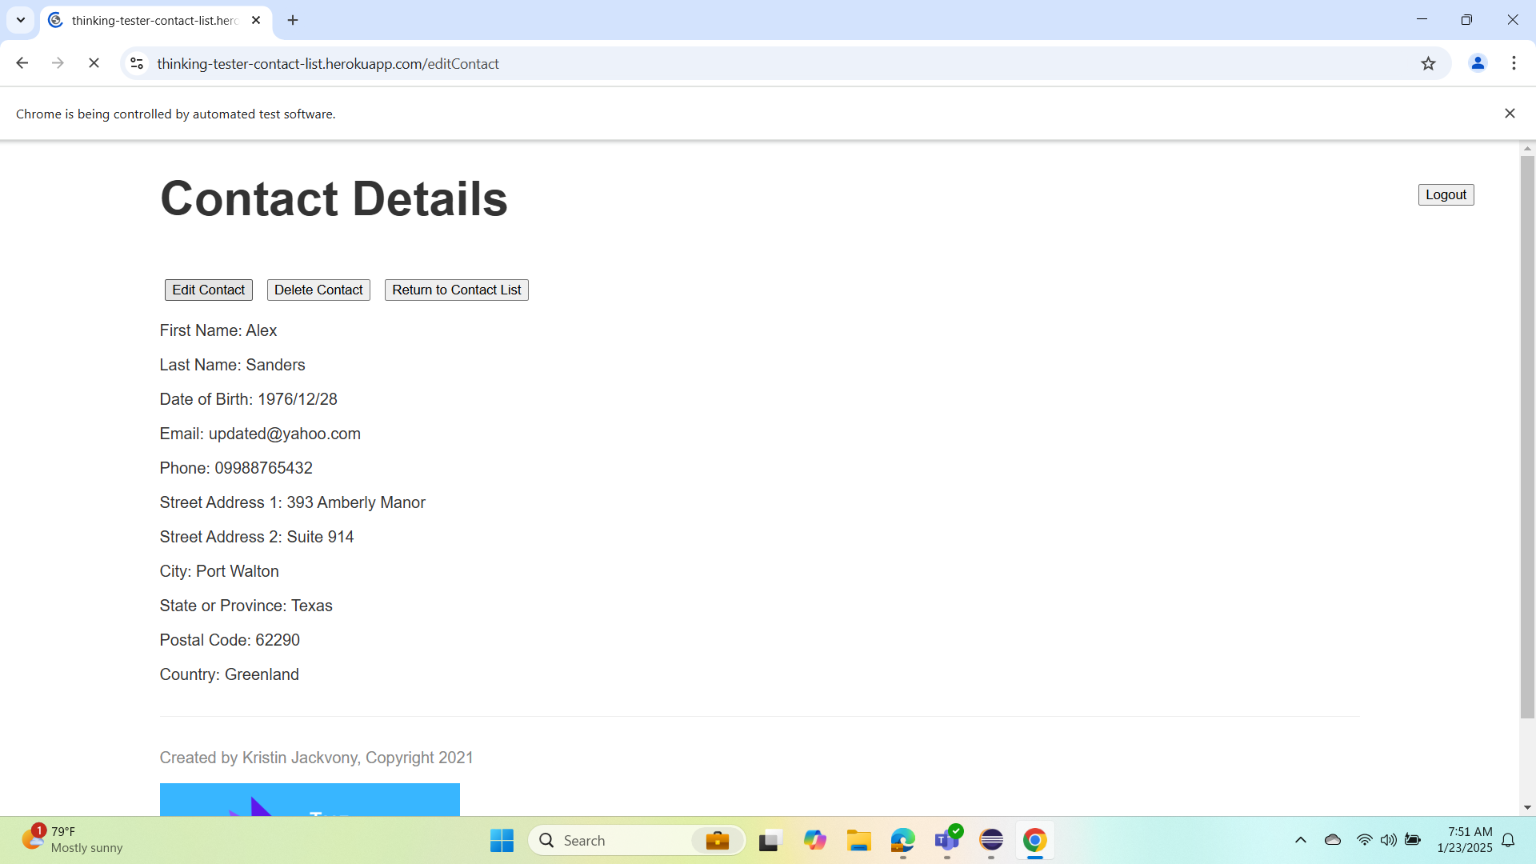 thinking-tester-contact-list.hero
thinking-tester-contact-list.herokuapp.com/editContact
Chrome is being controlled by automated test software.
Contact Details
Logout
Edit Contact Delete Contact Return to Contact List
First Name: Alex
Last Name: Sanders
Date of Birth: 1976/12/28
Email: updated@yahoo.com
Phone: 09988765432
Street Address 1: 393 Amberly Manor
Street Address 2: Suite 914
City: Port Walton
State or Province: Texas
Postal Code: 62290
Country: Greenland
Created by Kristin Jackvony, Copyright 2021
1
79°F
Mostly sunny
Search
7:51 AM
1/23/2025